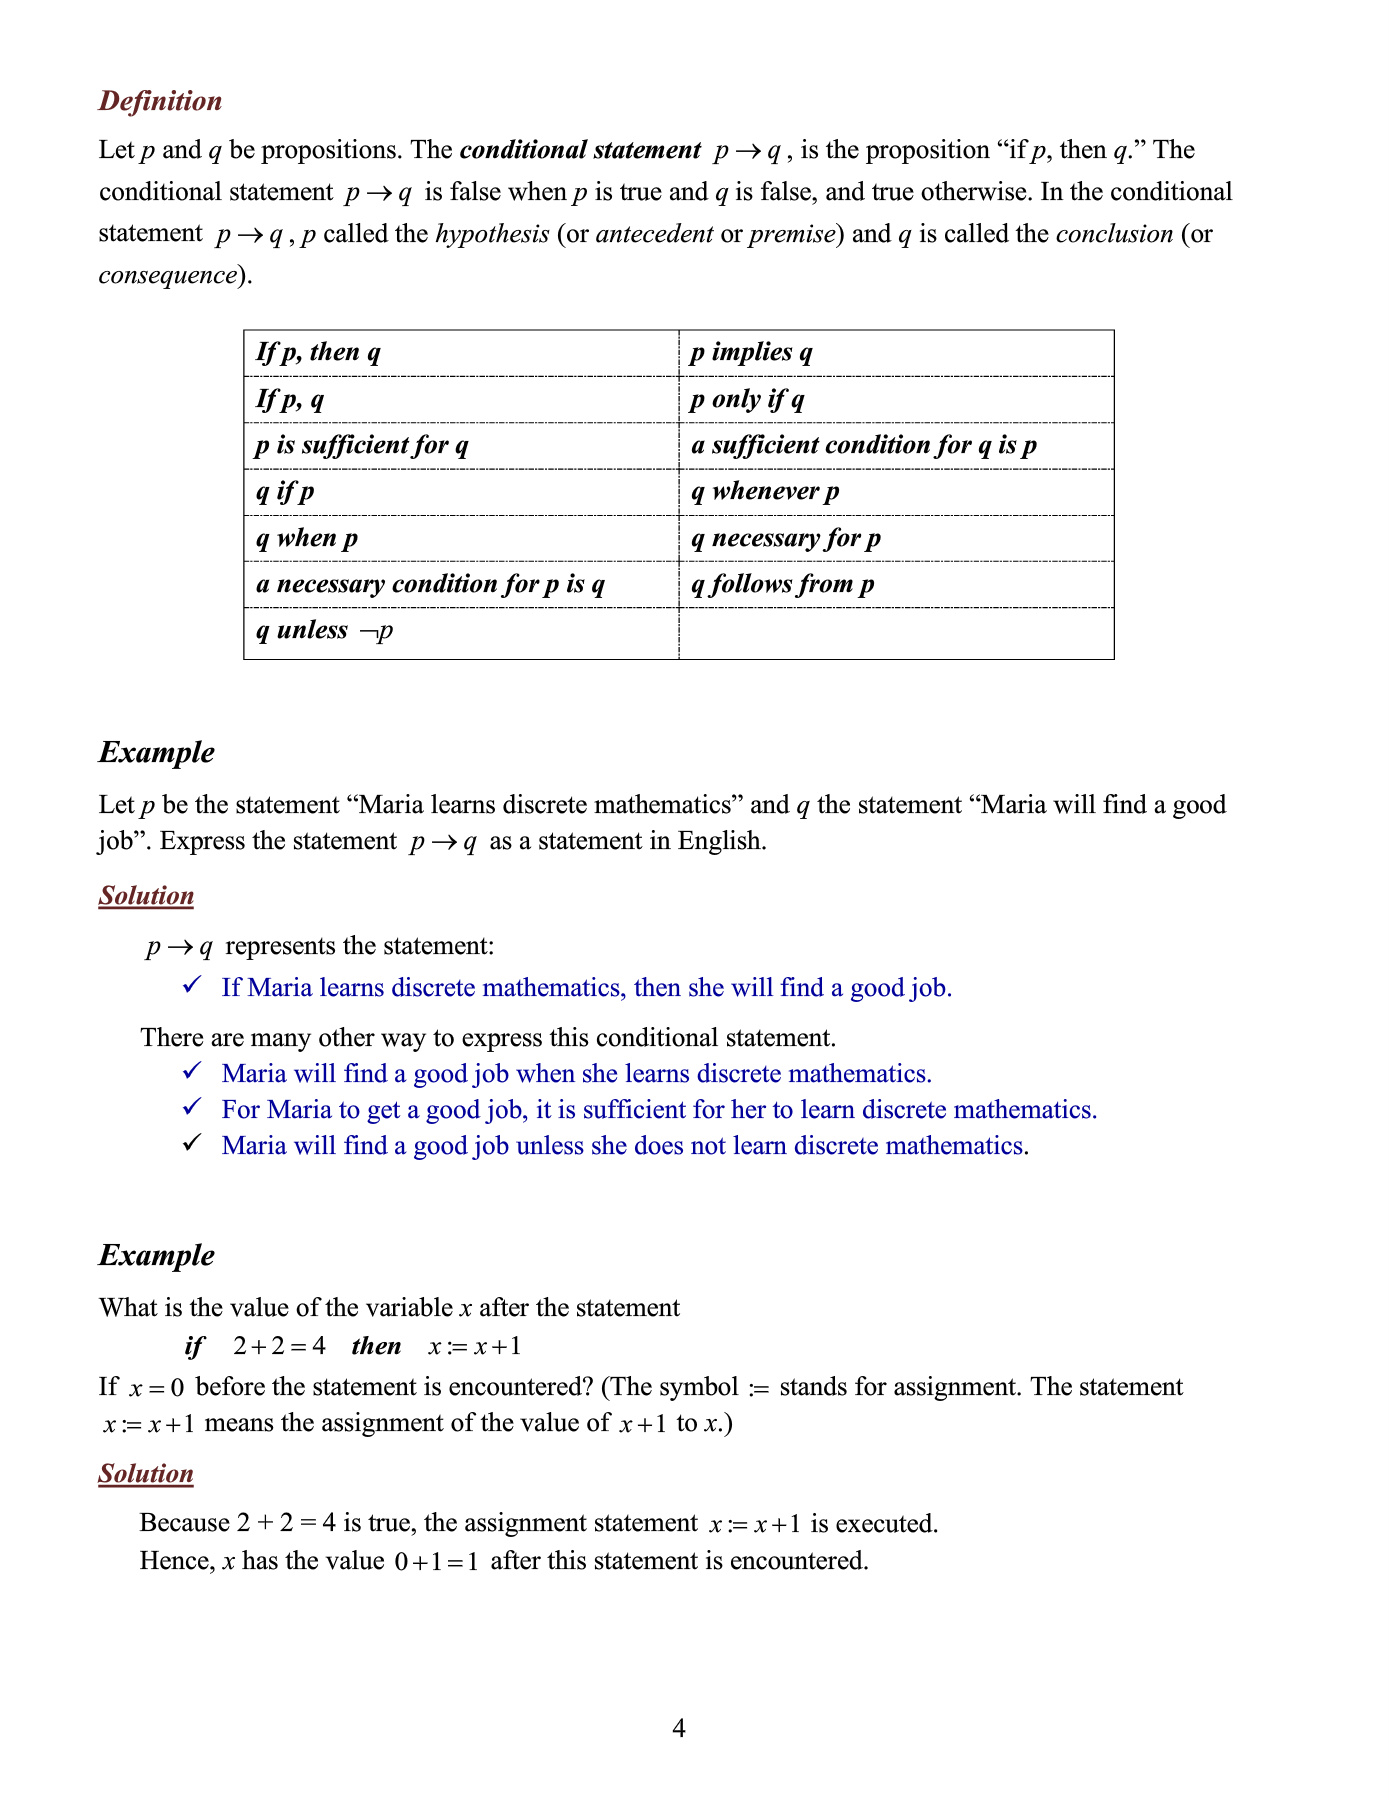 Definition
Let p and q be propositions. The conditional statement p → q , is the proposition “if p, then q.” The
conditional statement p → q is false when p is true and q is false, and true otherwise. In the conditional
statement p → q , p called the hypothesis (or antecedent or premise) and q is called the conclusion (or
consequence).
If p, then q p implies q
If p, q p only if q
p is sufficient for q a sufficient condition for q is p
q if p q whenever p
q when p q necessary for p
a necessary condition for p is q q follows from p
q unless ¬p
Example
Let p be the statement “Maria learns discrete mathematics” and q the statement “Maria will find a good
job”. Express the statement p → q as a statement in English.
Solution
p → q represents the statement:
✓ If Maria learns discrete mathematics, then she will find a good job.
There are many other way to express this conditional statement.
✓ Maria will find a good job when she learns discrete mathematics.
✓ For Maria to get a good job, it is sufficient for her to learn discrete mathematics.
✓ Maria will find a good job unless she does not learn discrete mathematics.
Example
What is the value of the variable x after the statement
if 2 + 2 = 4 then x := x + 1
If x = 0 before the statement is encountered? (The symbol := stands for assignment. The statement
x := x + 1 means the assignment of the value of x + 1 to x.)
Solution
Because 2 + 2 = 4 is true, the assignment statement x := x + 1 is executed.
Hence, x has the value 0 + 1 = 1 after this statement is encountered.
4